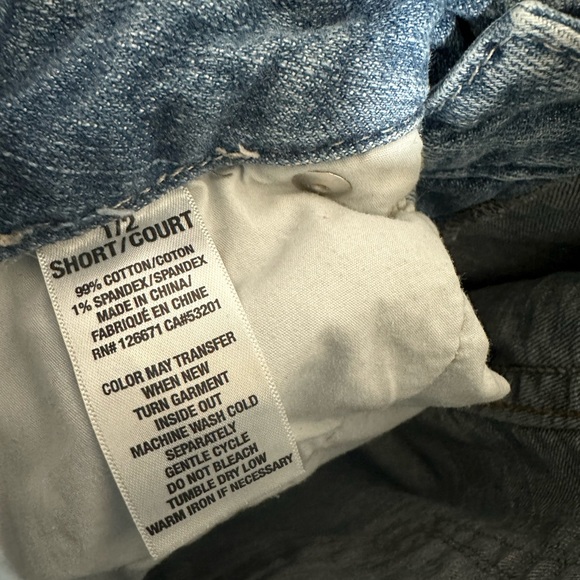 1/2
SHORT/COURT
99% COTTON/COTON
1% SPANDEX/SPANDEX
MADE IN CHINA/
FABRIQUÉ EN CHINE
RN# 126671 CA#53201
COLOR MAY TRANSFER
WHEN NEW
TURN GARMENT
INSIDE OUT
MACHINE WASH COLD
SEPARATELY
GENTLE CYCLE
DO NOT BLEACH
TUMBLE DRY LOW
WARM IRON IF NECESSARY